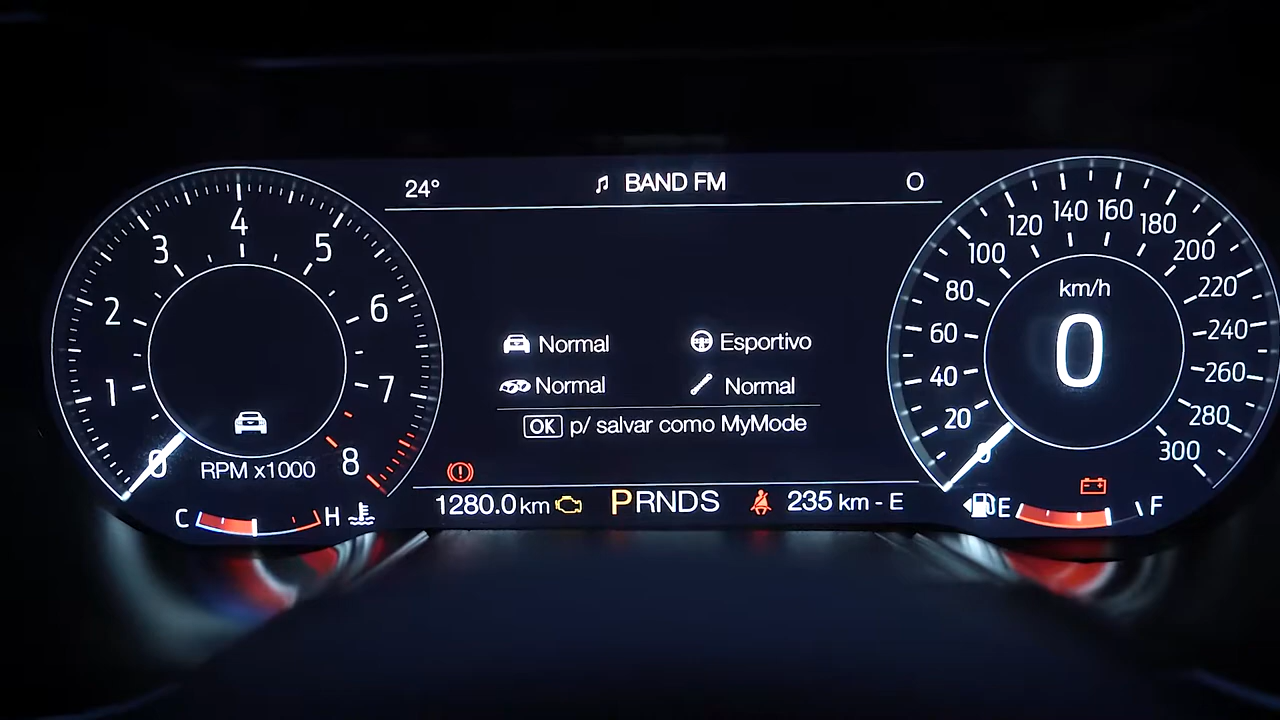 24° BAND FM O
0 1 2 3 4 5 6 7 8
RPM x1000
C H
Normal Esportivo
Normal Normal
OK p/ salvar como MyMode
1280.0 km PRNDS 235 km - E
0 20 40 60 80 100 120 140 160 180 200 220 240 260 280 300
km/h
0
E F